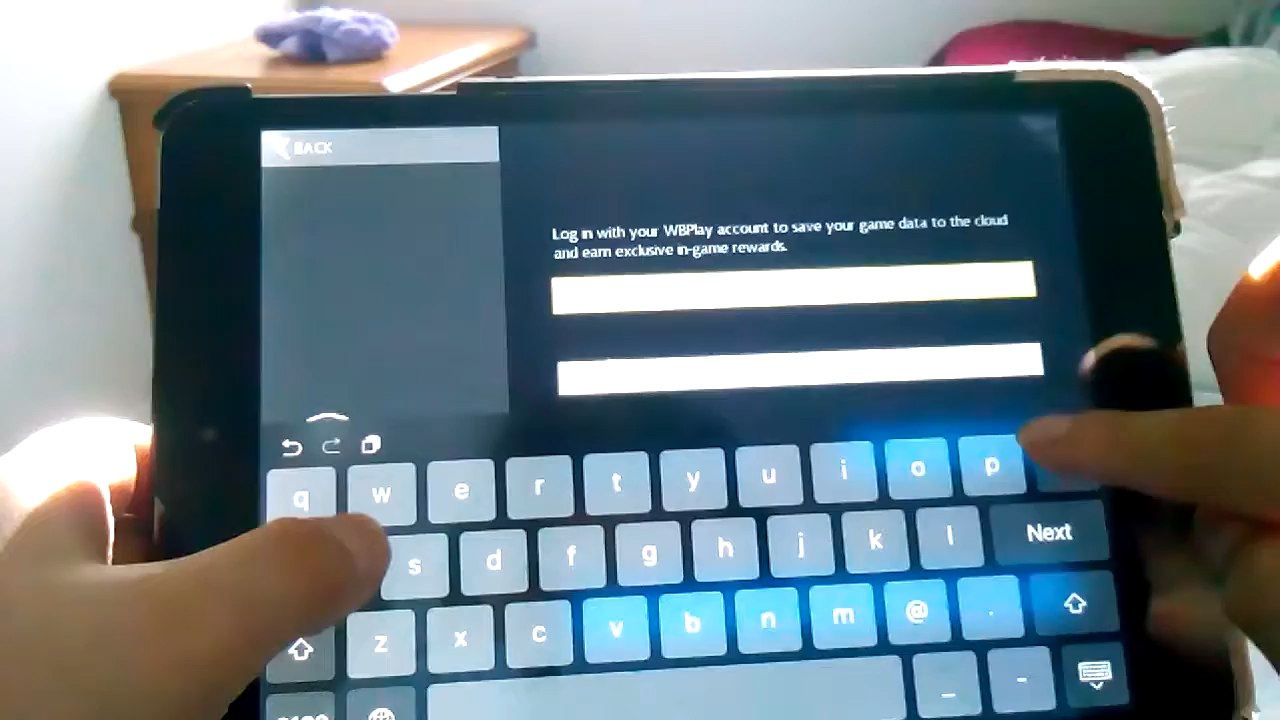 BACK
Log in with your WBPlay account to save your game data to the cloud
and earn exclusive in-game rewards.
q w e r t y u i o p
s d f g h j k l Next
z x c v b n m @ .
_ -